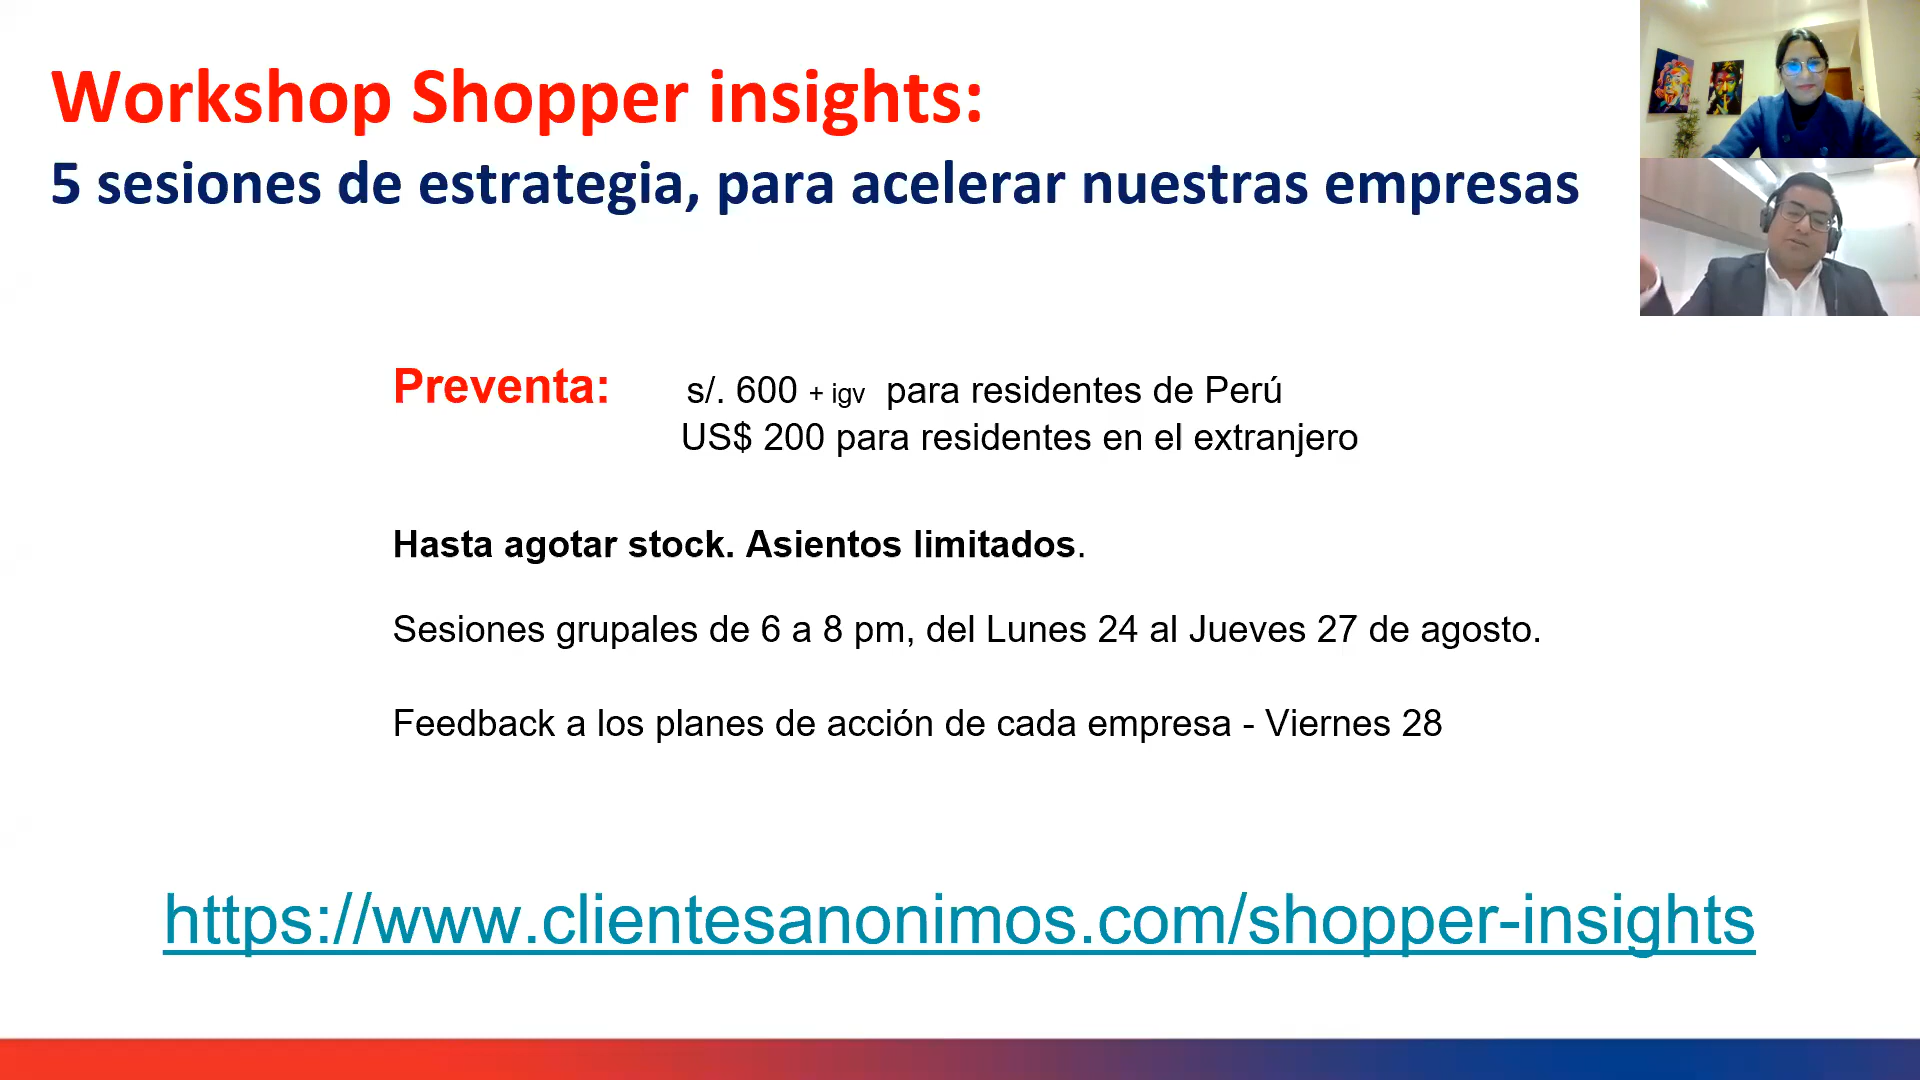 Workshop Shopper insights:
5 sesiones de estrategia, para acelerar nuestras empresas
Preventa: s/. 600 + igv para residentes de Perú
US$ 200 para residentes en el extranjero
Hasta agotar stock. Asientos limitados.
Sesiones grupales de 6 a 8 pm, del Lunes 24 al Jueves 27 de agosto.
Feedback a los planes de acción de cada empresa - Viernes 28
https://www.clientesanonimos.com/shopper-insights